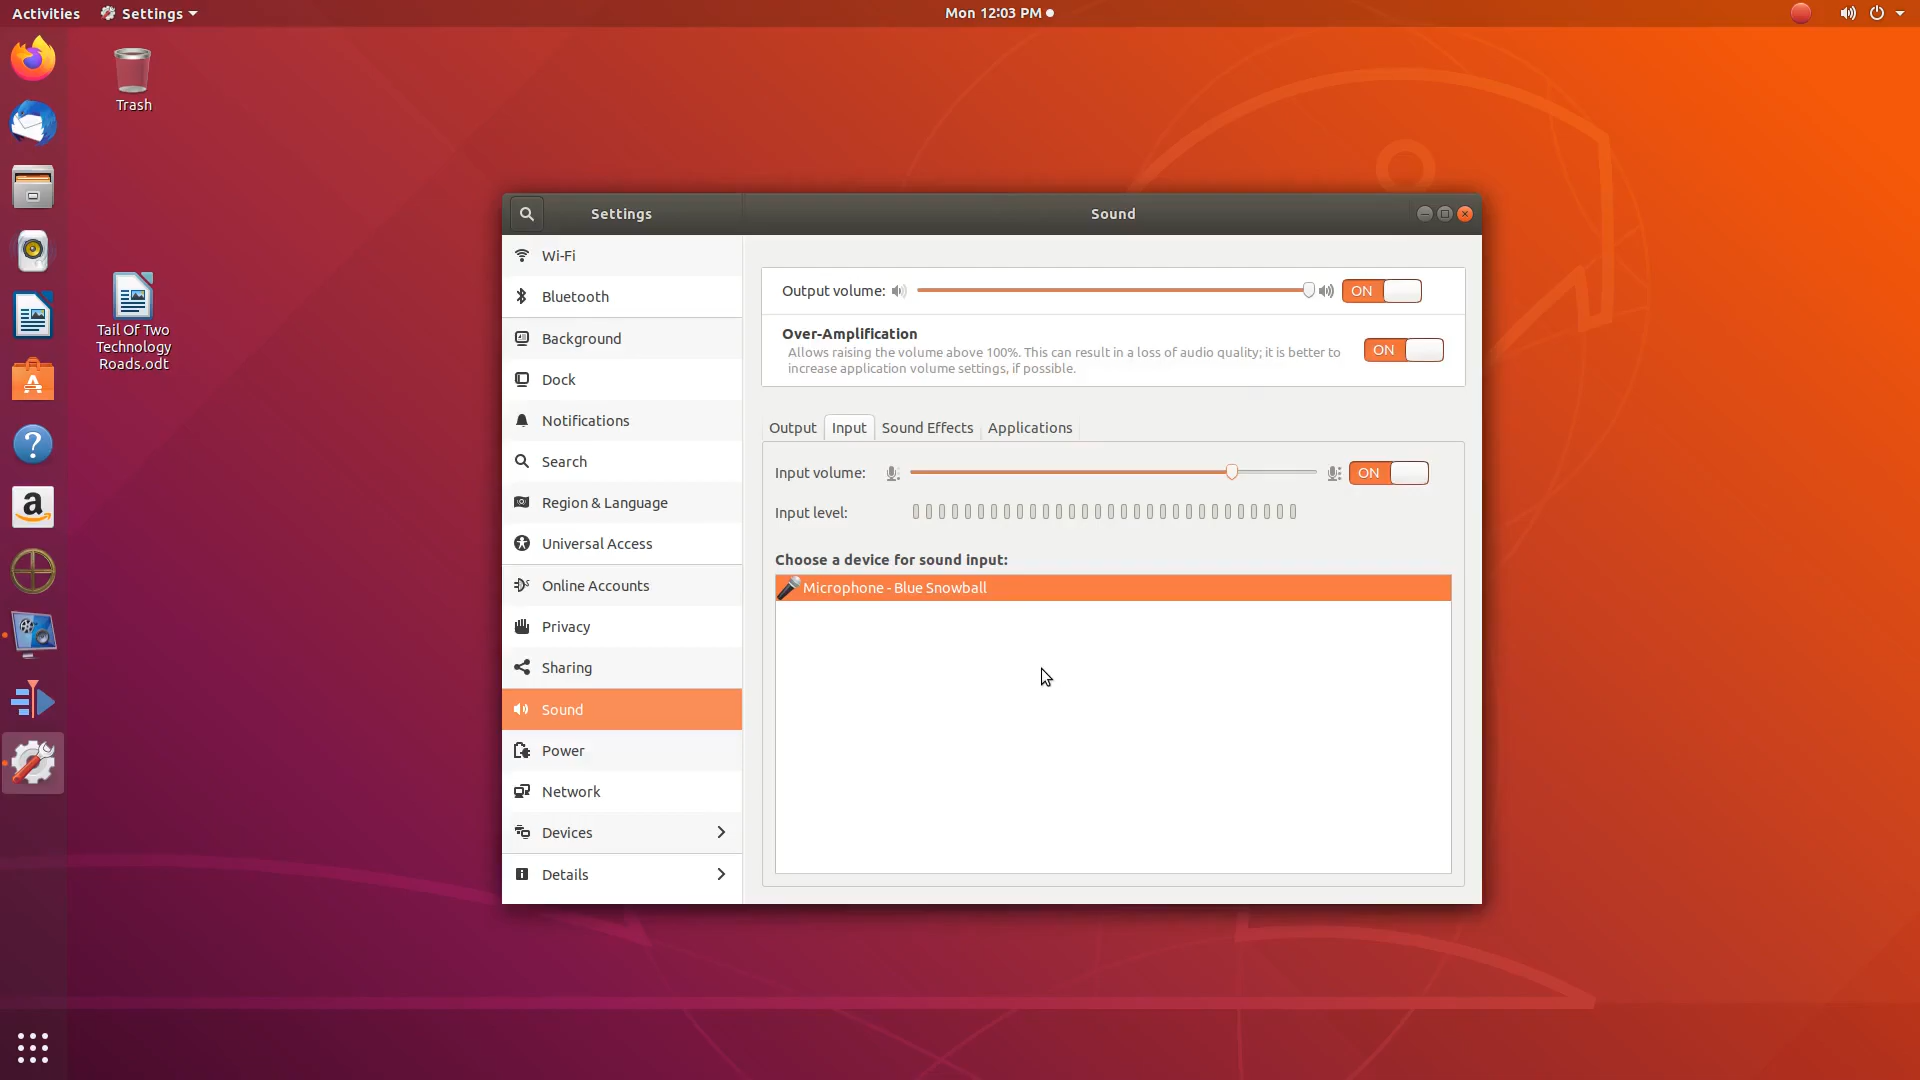 Activities
Settings
Mon 12:03 PM
Trash
Tail Of Two
Technology
Roads.odt
Settings
Sound
Wi-Fi
Bluetooth
Background
Dock
Notifications
Search
Region & Language
Universal Access
Online Accounts
Privacy
Sharing
Sound
Power
Network
Devices
Details
Output volume:
ON
Over-Amplification
Allows raising the volume above 100%. This can result in a loss of audio quality; it is better to
increase application volume settings, if possible.
ON
Output Input Sound Effects Applications
Input volume:
ON
Input level:
Choose a device for sound input:
Microphone - Blue Snowball